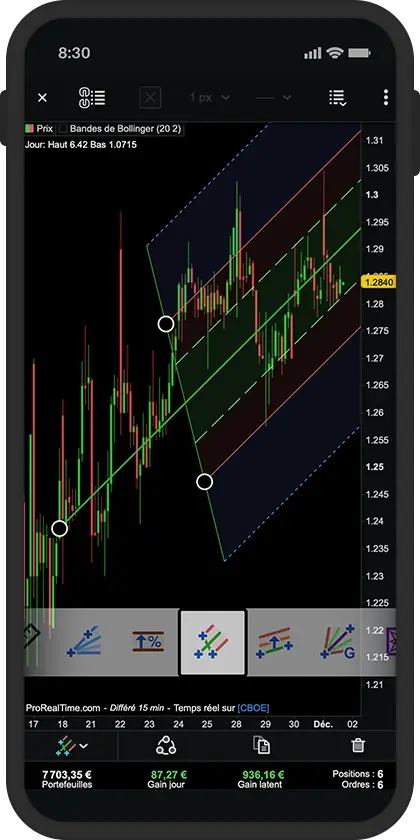 8:30
1 px
Prix Bandes de Bollinger (20 2)
Jour: Haut 6.42 Bas 1.0715
1.31
1.305
1.3
1.295
1.29
1.2840
1.28
1.275
1.27
1.265
1.26
1.255
1.25
1.245
1.24
1.235
1.23
1.225
1.22
1.215
1.21
%
G
ProRealTime.com - Différé 15 min - Temps réel sur [CBOE]
17 18 21 22 23 24 25 28 29 30 Déc. 02
7 703,35 € 87,27 € 936,16 € Positions : 6
Portefeuilles Gain jour Gain latent Ordres : 6